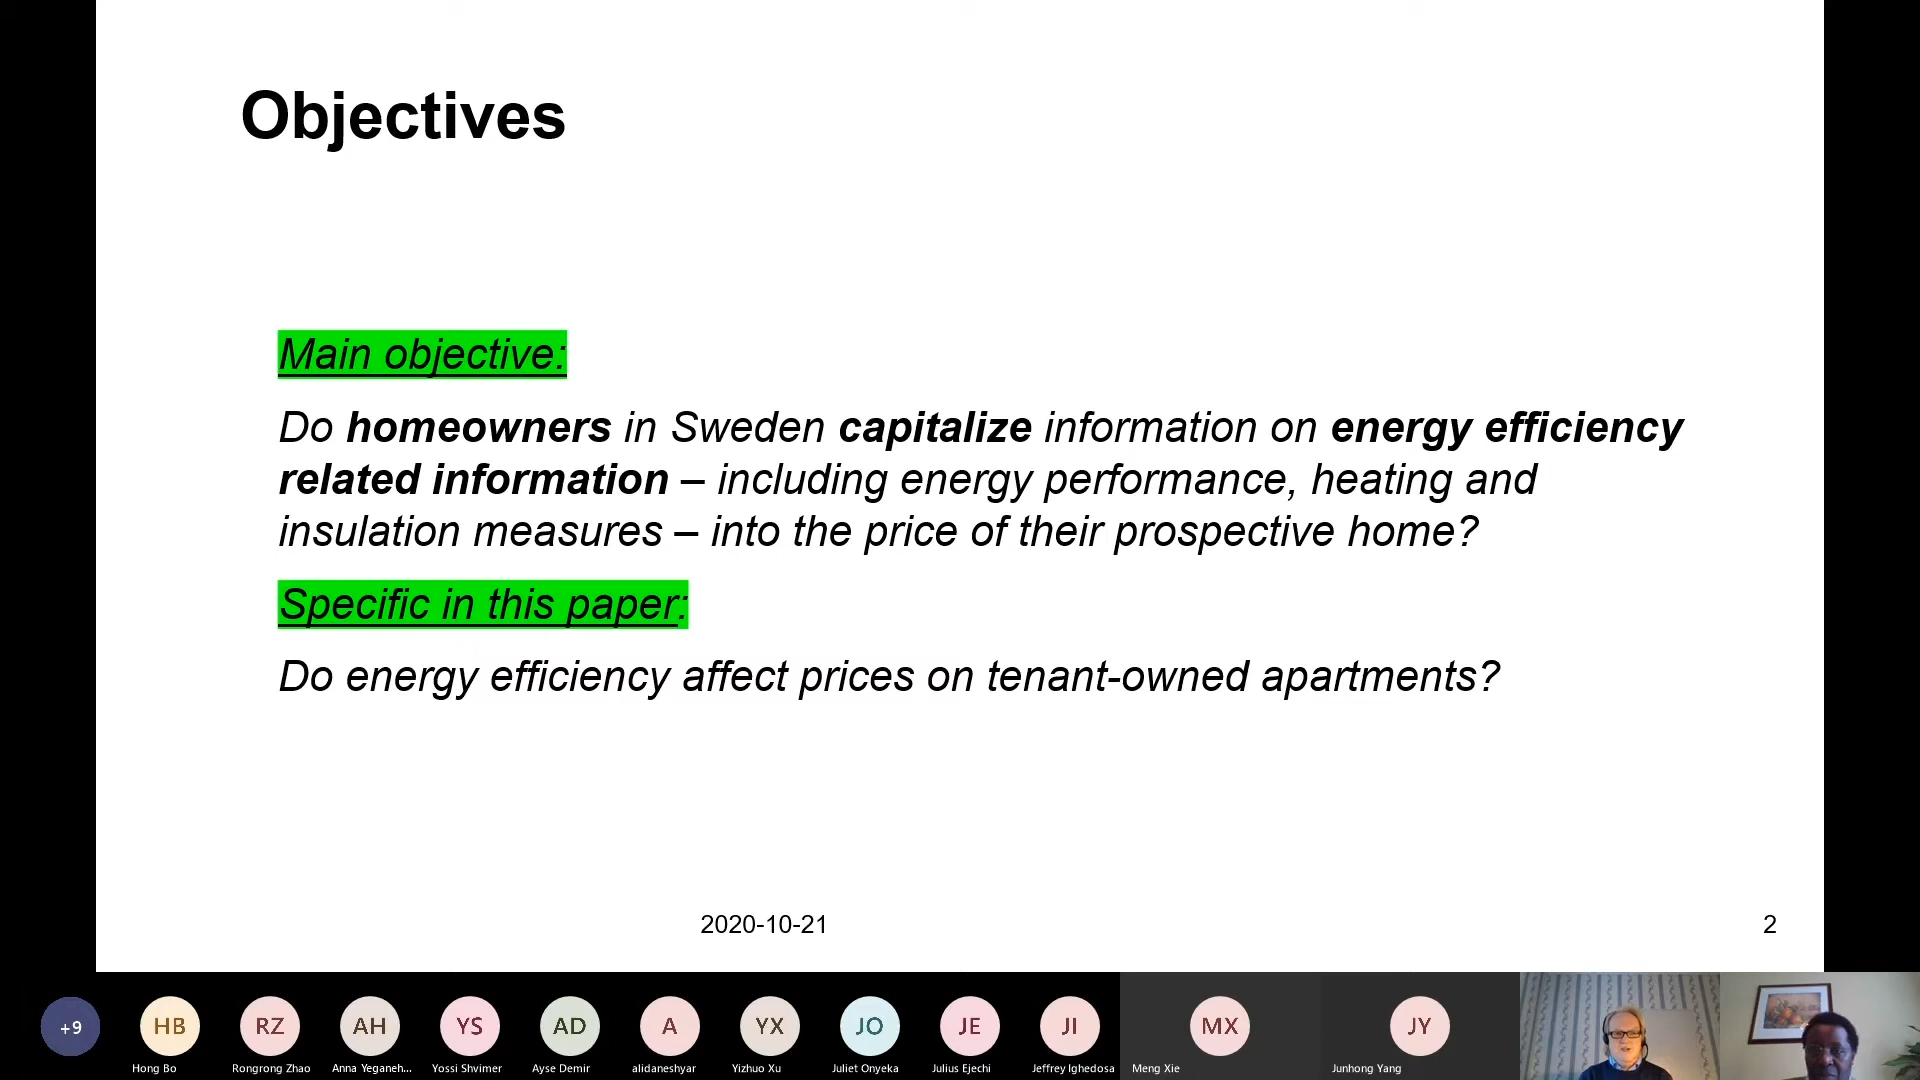 Objectives
Main objective:
Do homeowners in Sweden capitalize information on energy efficiency
related information – including energy performance, heating and
insulation measures – into the price of their prospective home?
Specific in this paper:
Do energy efficiency affect prices on tenant-owned apartments?
2020-10-21
2
+9
HB
RZ
AH
YS
AD
A
YX
JO
JE
JI
MX
JY
Hong Bo
Rongrong Zhao
Anna Yeganeh...
Yossi Shvimer
Ayse Demir
alidaneshyar
Yizhuo Xu
Juliet Onyeka
Julius Ejechi
Jeffrey Ighedosa
Meng Xie
Junhong Yang